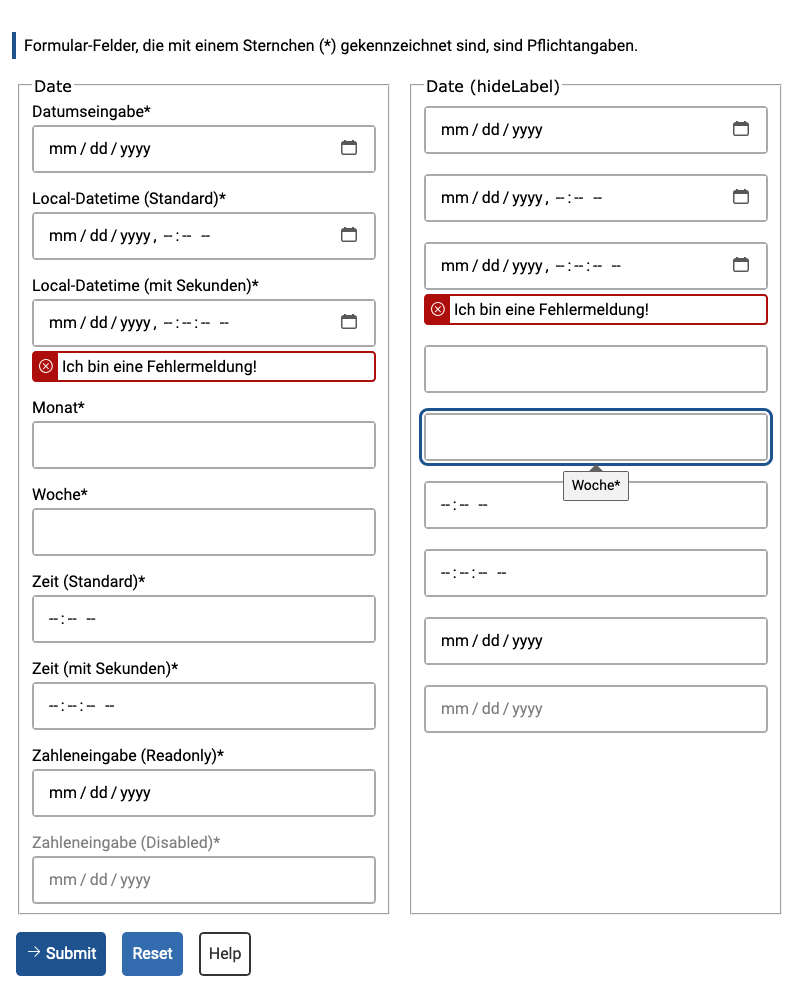 Formular-Felder, die mit einem Sternchen (*) gekennzeichnet sind, sind Pflichtangaben.
Date
Datumseingabe*
mm/dd/yyyy
Local-Datetime (Standard)*
mm/dd/yyyy, --:-- --
Local-Datetime (mit Sekunden)*
mm/dd/yyyy, --:--:-- --
Ich bin eine Fehlermeldung!
Monat*
Woche*
Zeit (Standard)*
--:-- --
Zeit (mit Sekunden)*
--:--:-- --
Zahleneingabe (Readonly)*
mm/dd/yyyy
Zahleneingabe (Disabled)*
mm/dd/yyyy
Date (hideLabel)
mm/dd/yyyy
mm/dd/yyyy, --:-- --
mm/dd/yyyy, --:--:-- --
Ich bin eine Fehlermeldung!
Woche*
--:-- --
--:--:-- --
mm/dd/yyyy
mm/dd/yyyy
→ Submit
Reset
Help